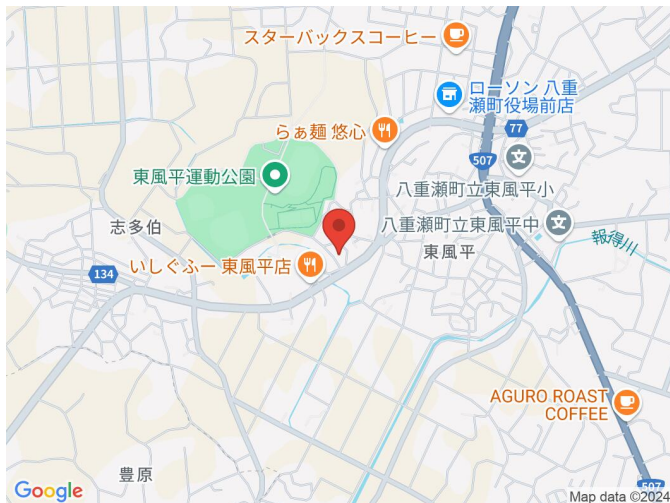 スターバックスコーヒー
ローソン 八重
瀬町役場前店
77
らぁ麺 悠心
507
八重瀬町立東風平小
東風平運動公園
八重瀬町立東風平中
志多伯
報得川
東風平
いしぐふー 東風平店
134
AGURO ROAST
COFFEE
豊原
507
Google
Map data ©2024